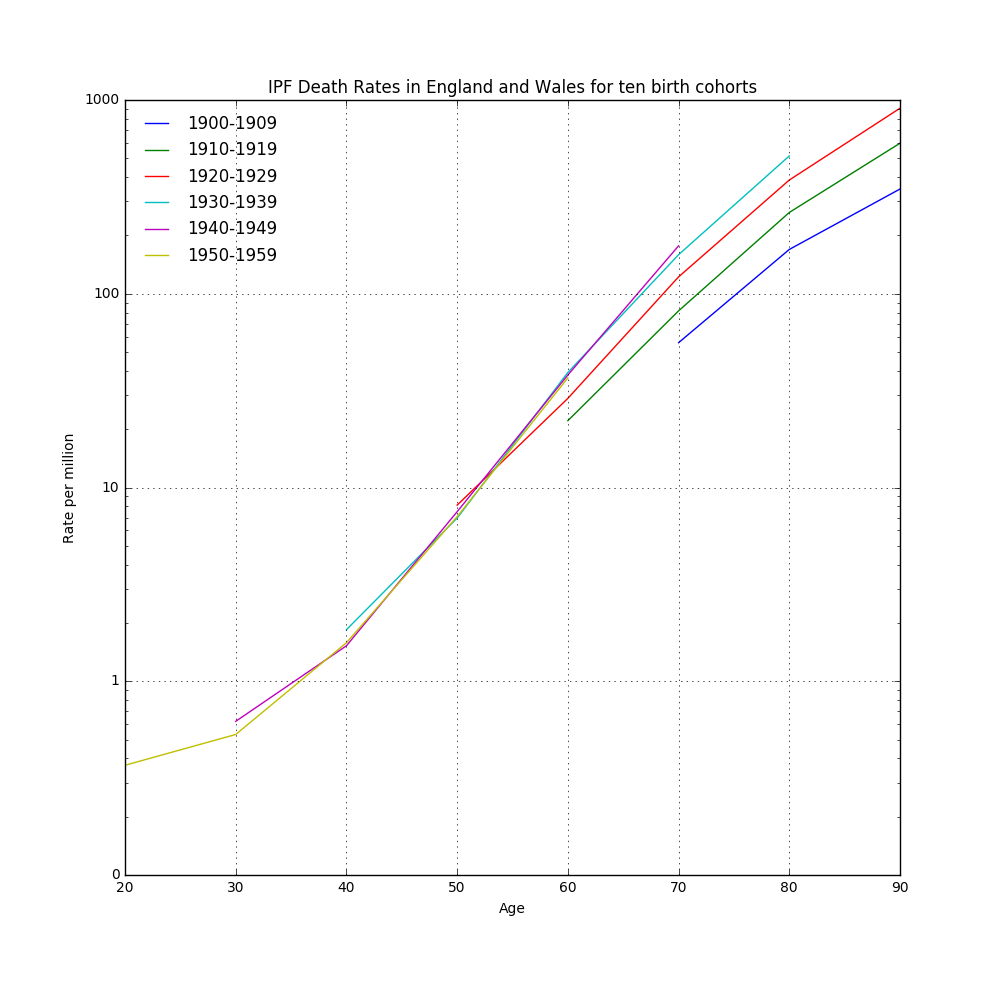 IPF Death Rates in England and Wales for ten birth cohorts
1000
1900-1909
1910-1919
1920-1929
1930-1939
1940-1949
1950-1959
100
10
1
0
Rate per million
20 30 40 50 60 70 80 90
Age